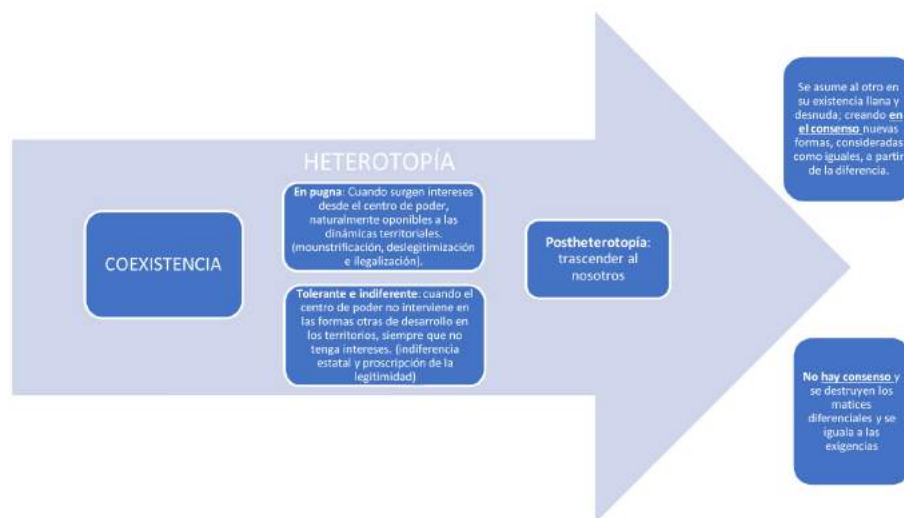 HETEROTOPÍA
COEXISTENCIA
En pugna: Cuando surgen intereses
desde el centro de poder,
naturalmente oponibles a las
dinámicas territoriales.
(mounstrificación, deslegitimización
e ilegalización).
Tolerante e indiferente: cuando el
centro de poder no interviene en
las formas otras de desarrollo en
los territorios, siempre que no
tenga intereses. (indiferencia
estatal y proscripción de la
legitimidad)
Postheterotopía:
trascender al
nosotros
Se asume al otro en
su existencia llana y
desnuda; creando en
el consenso nuevas
formas, consideradas
como iguales, a partir
de la diferencia.
No hay consenso y
se destruyen los
matices
diferenciales y se
iguala a las
exigencias